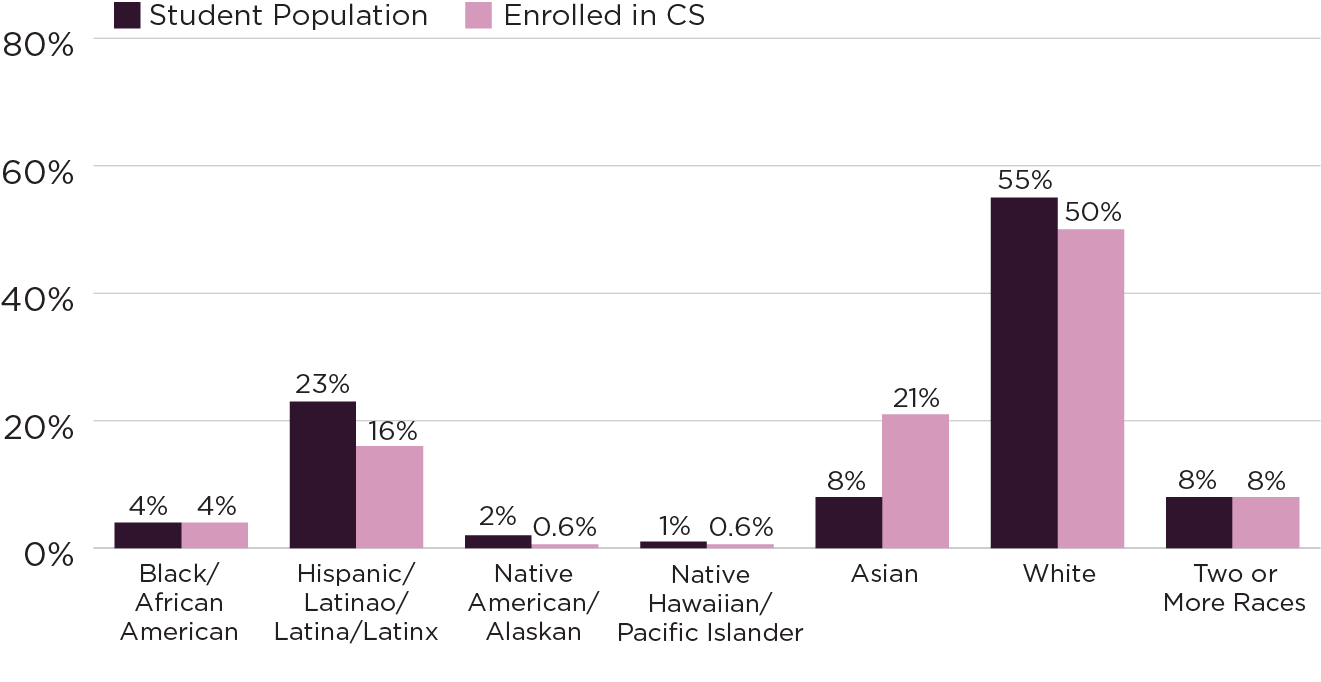 Student Population Enrolled in CS
80%
60%
40%
20%
0%
4% 4%
23% 16%
2% 0.6%
1% 0.6%
8% 21%
55% 50%
8% 8%
Black/
African
American
Hispanic/
Latinao/
Latina/Latinx
Native
American/
Alaskan
Native
Hawaiian/
Pacific Islander
Asian
White
Two or
More Races